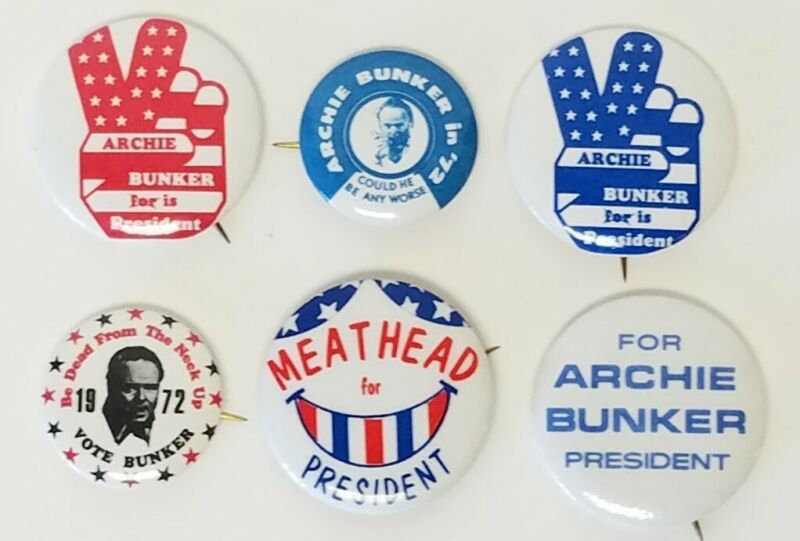 ARCHIE
BUNKER
for is
President
ARCHIE BUNKER in '72
COULD HE
BE ANY WORSE
ARCHIE
BUNKER
for is
President
Be Dead From The Neck Up
19 72
VOTE BUNKER
MEATHEAD
for
PRESIDENT
FOR
ARCHIE
BUNKER
PRESIDENT